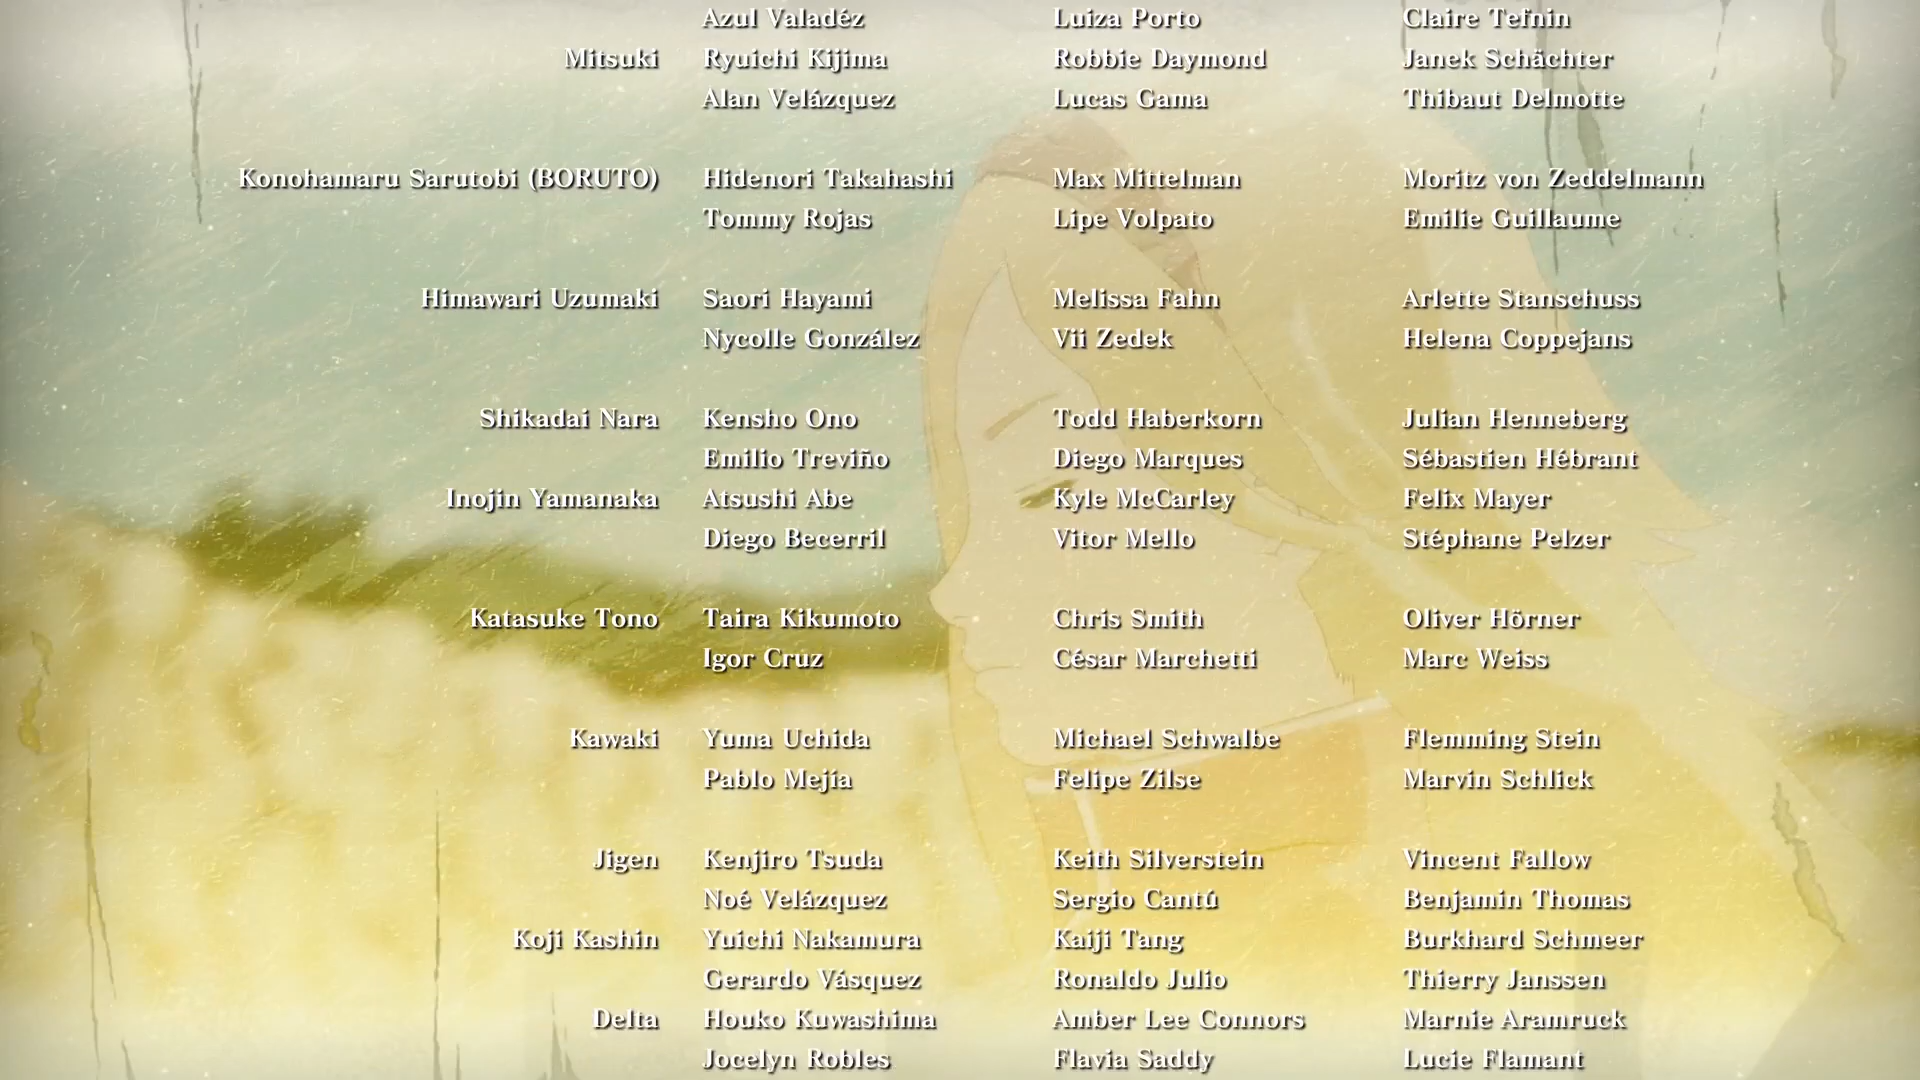 Azul Valadéz Luiza Porto Claire Tefnin
Mitsuki Ryuichi Kijima Robbie Daymond Janek Schächter
Alan Velázquez Lucas Gama Thibaut Delmotte
Konohamaru Sarutobi (BORUTO) Hidenori Takahashi Max Mittelman Moritz von Zeddelmann
Tommy Rojas Lipe Volpato Emilie Guillaume
Himawari Uzumaki Saori Hayami Melissa Fahn Arlette Stanschuss
Nycolle González Vii Zedek Helena Coppejans
Shikadai Nara Kensho Ono Todd Haberkorn Julian Henneberg
Emilio Treviño Diego Marques Sébastien Hébrant
Inojin Yamanaka Atsushi Abe Kyle McCarley Felix Mayer
Diego Becerril Vitor Mello Stéphane Pelzer
Katasuke Tono Taira Kikumoto Chris Smith Oliver Hörner
Igor Cruz César Marchetti Marc Weiss
Kawaki Yuma Uchida Michael Schwalbe Flemming Stein
Pablo Mejía Felipe Zilse Marvin Schlick
Jigen Kenjiro Tsuda Keith Silverstein Vincent Fallow
Noé Velázquez Sergio Cantú Benjamin Thomas
Koji Kashin Yuichi Nakamura Kaiji Tang Burkhard Schmeer
Gerardo Vásquez Ronaldo Julio Thierry Janssen
Delta Houko Kuwashima Amber Lee Connors Marnie Aramruck
Jocelyn Robles Flavia Saddy Lucie Flamant